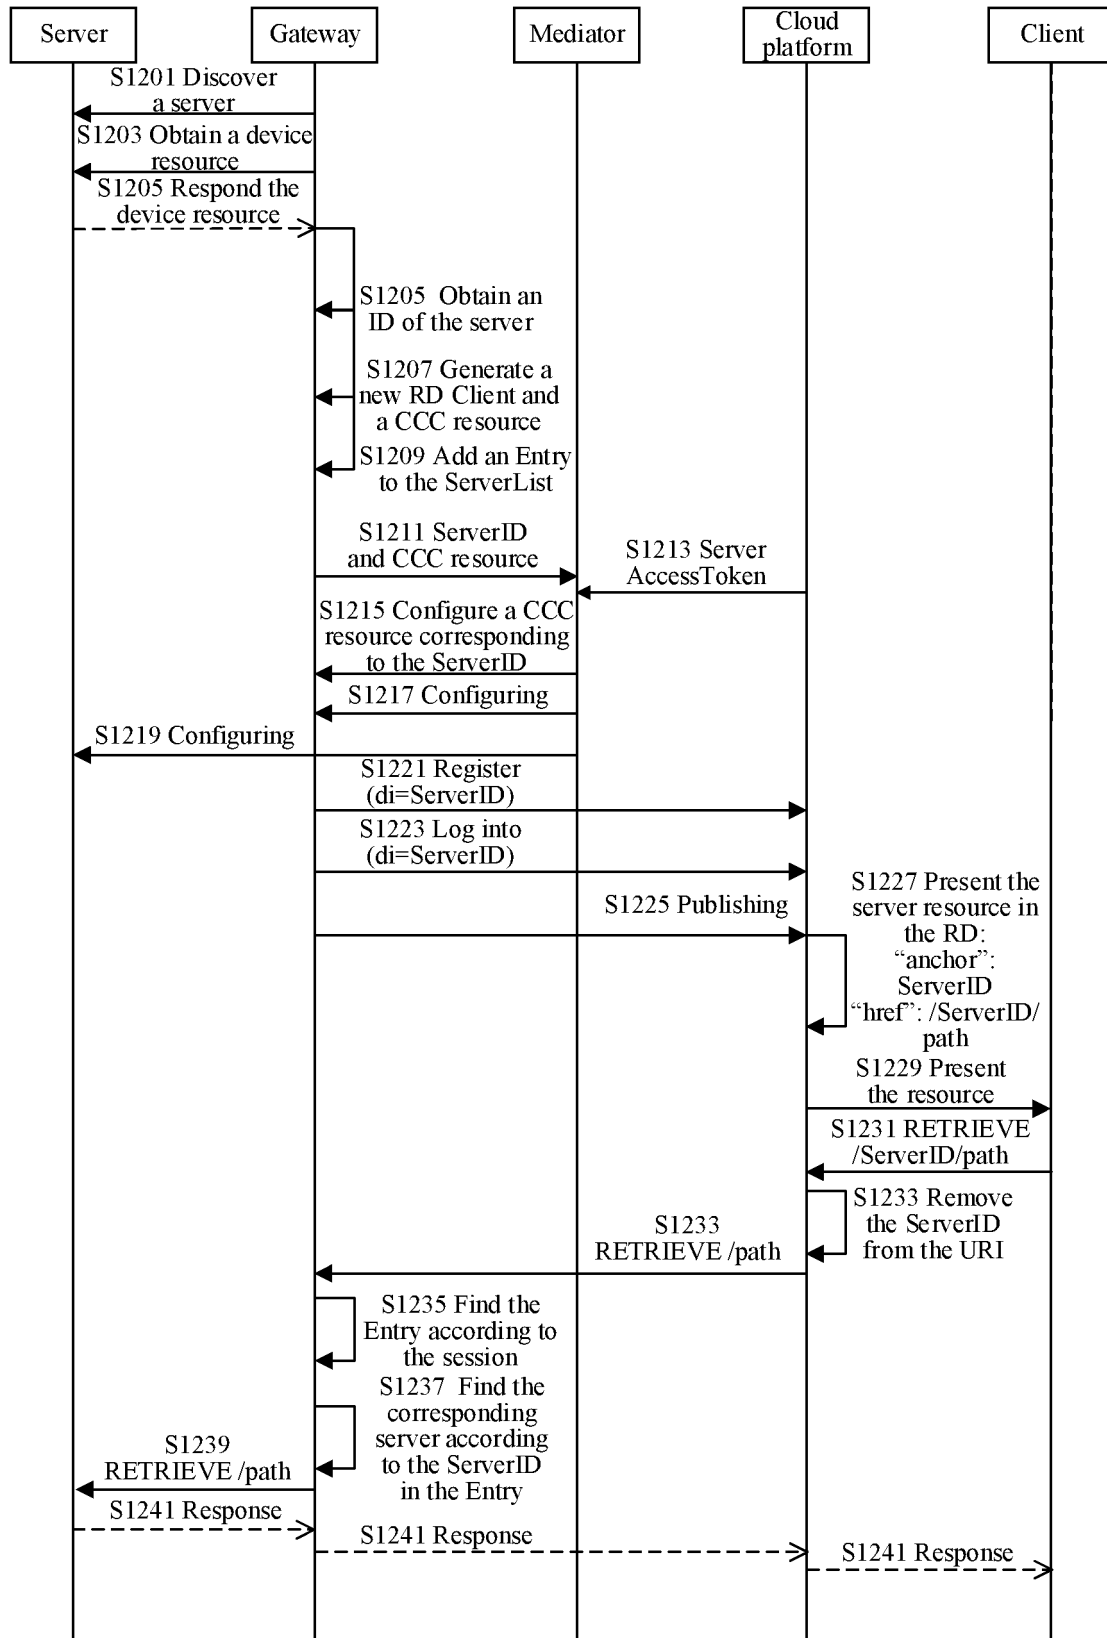 Server
Gateway
Mediator
Cloud
platform
Client
S1201 Discover
a server
S1203 Obtain a device
resource
S1205 Respond the
device resource
S1205 Obtain an
ID of the server
S1207 Generate a
new RD Client and
a CCC resource
S1209 Add an Entry
to the ServerList
S1211 ServerID
and CCC resource
S1213 Server
AccessToken
S1215 Configure a CCC
resource corresponding
to the ServerID
S1217 Configuring
S1219 Configuring
S1221 Register
(di=ServerID)
S1223 Log into
(di=ServerID)
S1225 Publishing
S1227 Present the
server resource in
the RD:
“anchor”:
ServerID
“href”: /ServerID/
path
S1229 Present
the resource
S1231 RETRIEVE
/ServerID/path
S1233 Remove
the ServerID
from the URI
S1233
RETRIEVE /path
S1235 Find the
Entry according to
the session
S1237 Find the
corresponding
server according
to the ServerID
in the Entry
S1239
RETRIEVE /path
S1241 Response
S1241 Response
S1241 Response